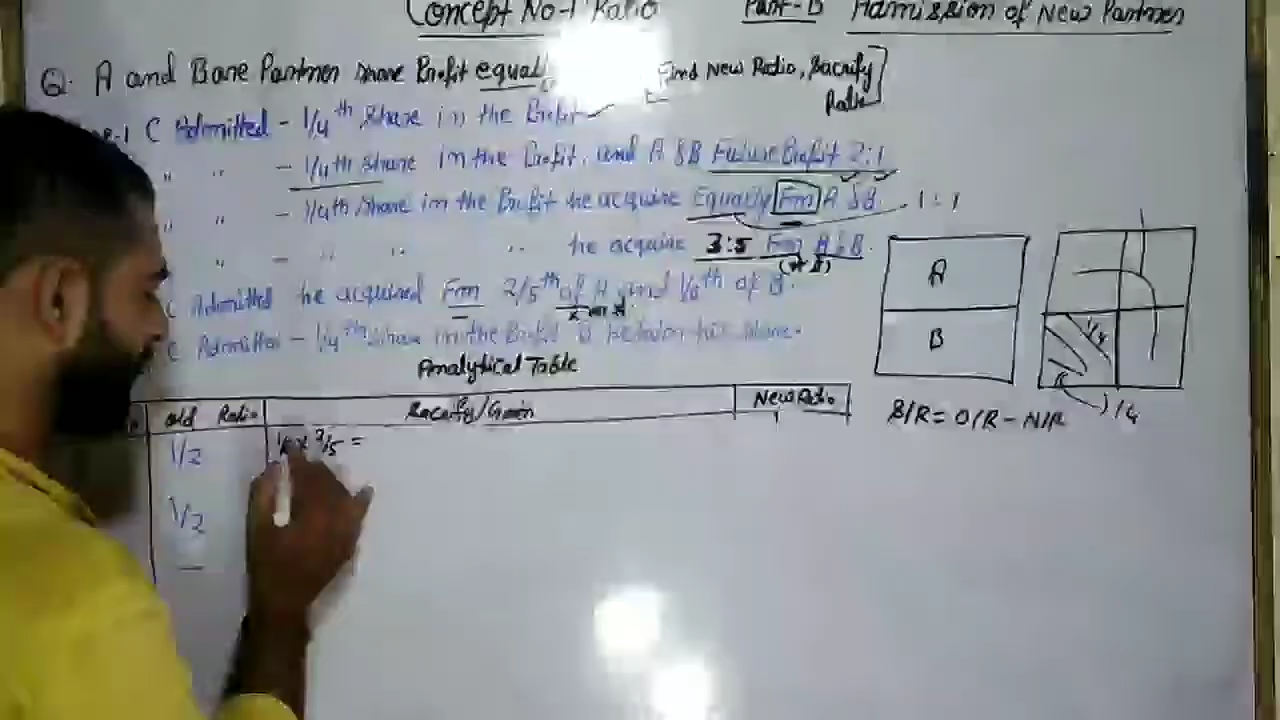 Concept No-1 Ratio Part-B Admission of New Partner
Q. A and B are Partner share Profit equal Find New Ratio, Sacrify Ratio
-1 C Admitted - 1/4th share in the Profit
" " - 1/4th share in the Profit, and A & B Future Profit 2:1
" " - 1/4th share in the Profit he acquire Equally From A & B. 1:1
" - " " " he acquire 3:5 From A & B.
C Admitted he acquired From 2/5th of A and of B.
C Admitted - 1/4th share in the Profit
Analytical Table
Old Ratio Sacrify/Gain New Ratio
1/2 3/5 =
1/2
A
B
1/4
1/4
S/R = O/R - N/R